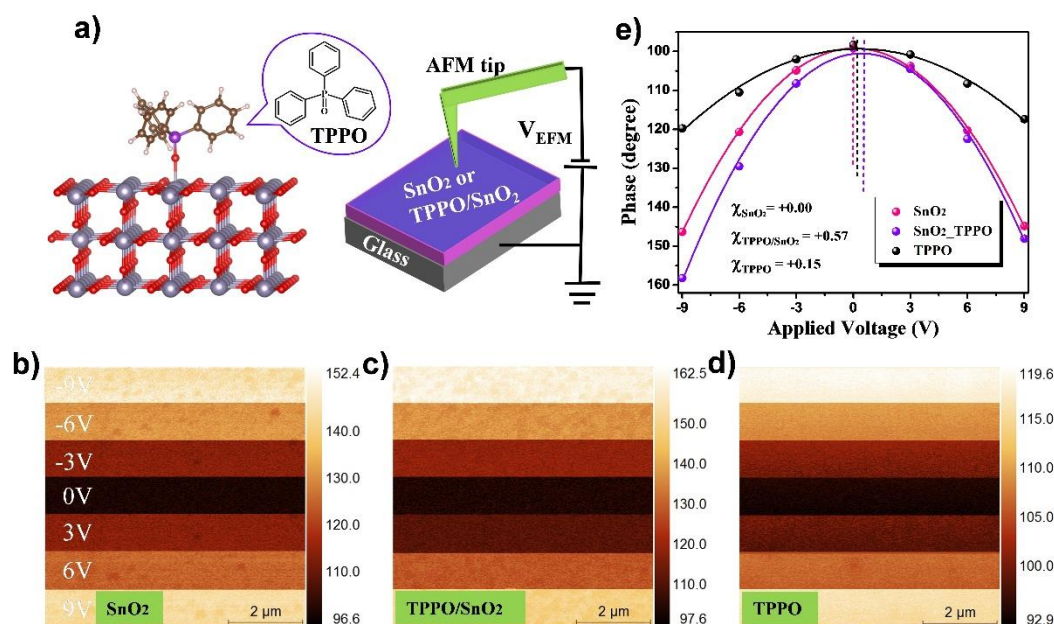 a)
TPPO
P
O
AFM tip
V_EFM
SnO₂ or
TPPO/SnO₂
Glass
e)
Phase (degree)
100
110
120
130
140
150
160
-9
-6
-3
0
3
6
9
Applied Voltage (V)
χSnO₂= +0.00
χTPPO/SnO₂ = +0.57
χTPPO = +0.15
SnO₂
SnO₂_TPPO
TPPO
b)
-9V
-6V
-3V
0V
3V
6V
9V
SnO₂
2 µm
152.4
140.0
130.0
120.0
110.0
96.6
c)
TPPO/SnO₂
2 µm
162.5
150.0
140.0
130.0
120.0
110.0
97.6
d)
TPPO
2 µm
119.6
115.0
110.0
105.0
100.0
92.9